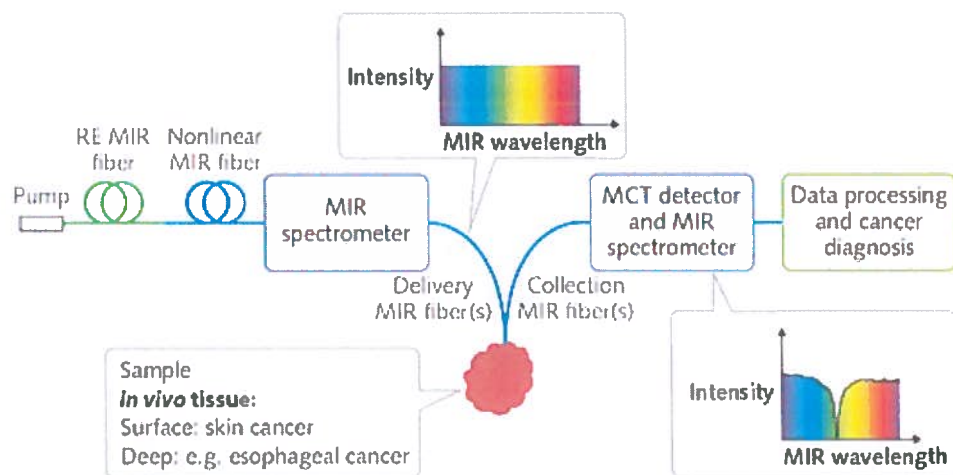 Intensity
MIR wavelength
RE MIR
fiber
Nonlinear
MIR fiber
Pump
MIR
spectrometer
MCT detector
and MIR
spectrometer
Data processing
and cancer
diagnosis
Delivery
MIR fiber(s)
Collection
MIR fiber(s)
Sample
In vivo tissue:
Surface: skin cancer
Deep: e.g. esophageal cancer
Intensity
MIR wavelength